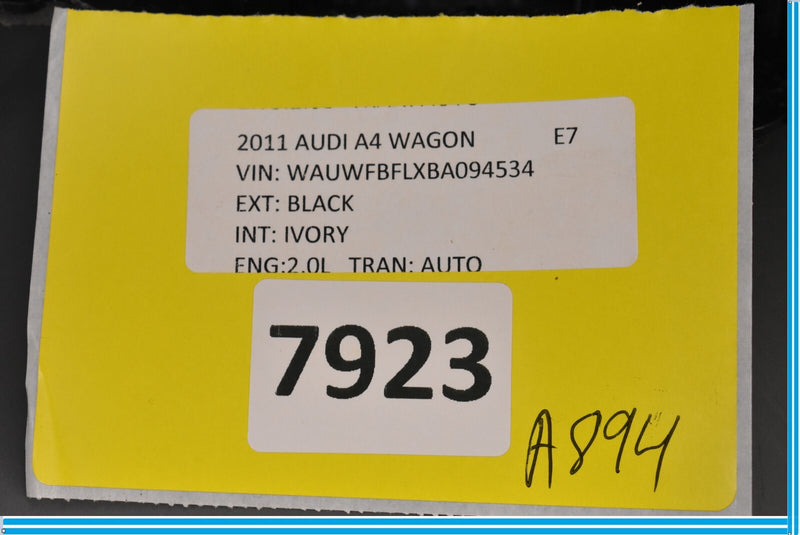 2011 AUDI A4 WAGON E7
VIN: WAUWFBFLXBA094534
EXT: BLACK
INT: IVORY
ENG:2.0L TRAN: AUTO
7923
A894